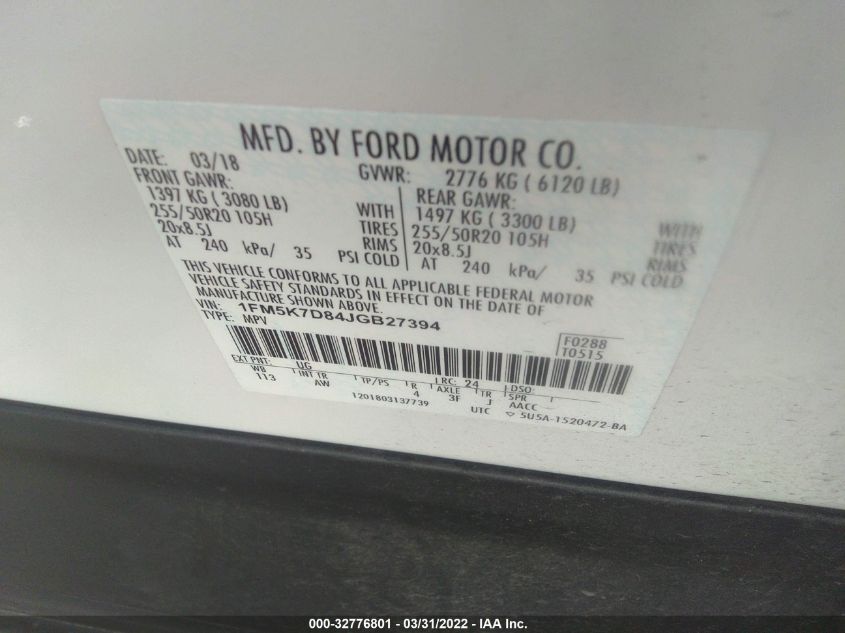 MFD. BY FORD MOTOR CO.
DATE: 03/18 GVWR: 2776 KG ( 6120 LB)
FRONT GAWR: REAR GAWR:
1397 KG ( 3080 LB) WITH 1497 KG ( 3300 LB) WITH
255/50R20 105H TIRES 255/50R20 105H TIRES
20x8.5J RIMS 20x8.5J RIMS
AT 240 kPa/ 35 PSI COLD AT 240 kPa/ 35 PSI COLD
THIS VEHICLE CONFORMS TO ALL APPLICABLE FEDERAL MOTOR
VEHICLE SAFETY STANDARDS IN EFFECT ON THE DATE OF
MANUFACTURE SHOWN ABOVE.
VIN: 1FM5K7D84JGB27394
TYPE: MPV
F0288
T0515
EXT PNT: UG RC: 24 DSO:
WB INT TR TP/PS R AXLE TR SPR
113 AW 4 3F J AACC
1201803137739 UTC ▽ 5U5A-1520472-BA
000-32776801 - 03/31/2022 - IAA Inc.